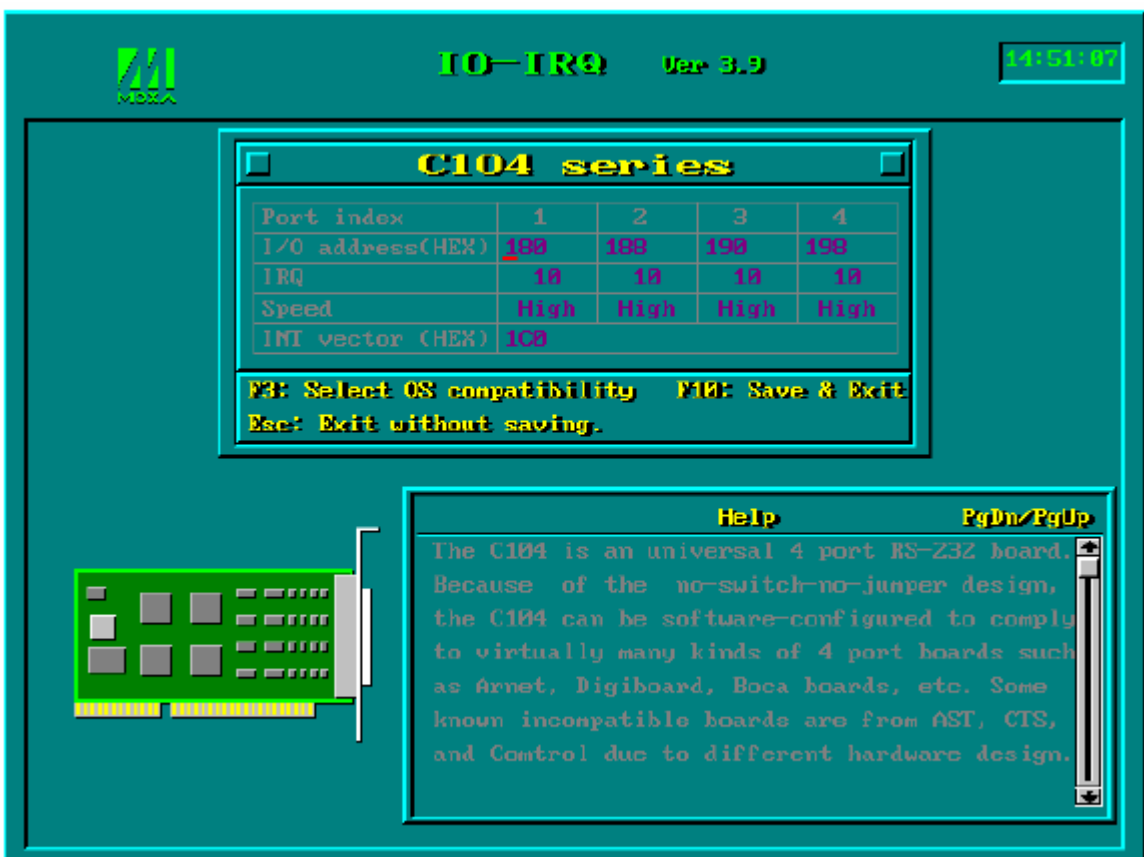 MOXA
IO-IRQ Ver 3.9
14:51:07
C104 series
Port index 1 2 3 4
I/O address(HEX) 180 188 190 198
IRQ 10 10 10 10
Speed High High High High
INT vector (HEX) 1C0
F3: Select OS compatibility F10: Save & Exit
Esc: Exit without saving.
Help PgDn/PgUp
The C104 is an universal 4 port RS-232 board.
Because of the no-switch-no-jumper design,
the C104 can be software-configured to comply
to virtually many kinds of 4 port boards such
as Arnet, Digiboard, Boca boards, etc. Some
known incompatible boards are from AST, CTS,
and Comtrol due to different hardware design.